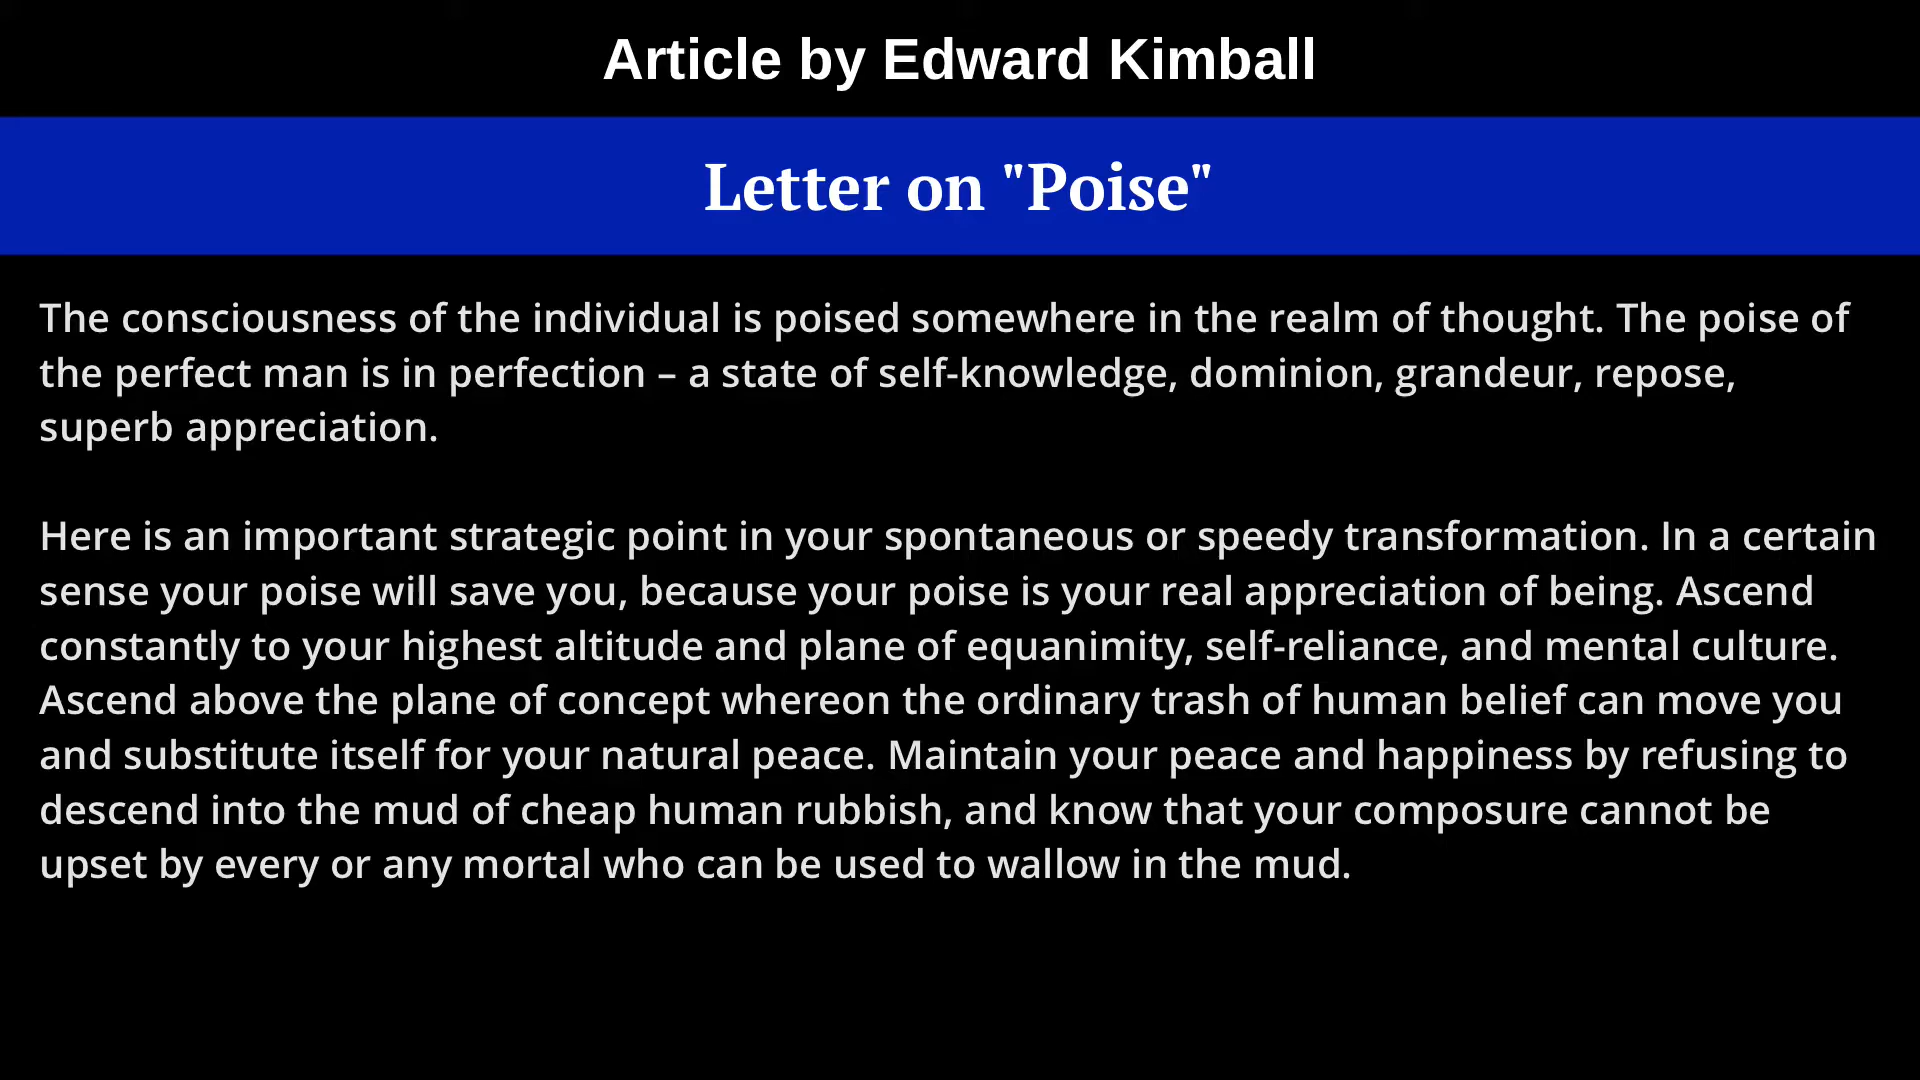 Article by Edward Kimball
Letter on "Poise"
The consciousness of the individual is poised somewhere in the realm of thought. The poise of
the perfect man is in perfection – a state of self-knowledge, dominion, grandeur, repose,
superb appreciation.
Here is an important strategic point in your spontaneous or speedy transformation. In a certain
sense your poise will save you, because your poise is your real appreciation of being. Ascend
constantly to your highest altitude and plane of equanimity, self-reliance, and mental culture.
Ascend above the plane of concept whereon the ordinary trash of human belief can move you
and substitute itself for your natural peace. Maintain your peace and happiness by refusing to
descend into the mud of cheap human rubbish, and know that your composure cannot be
upset by every or any mortal who can be used to wallow in the mud.